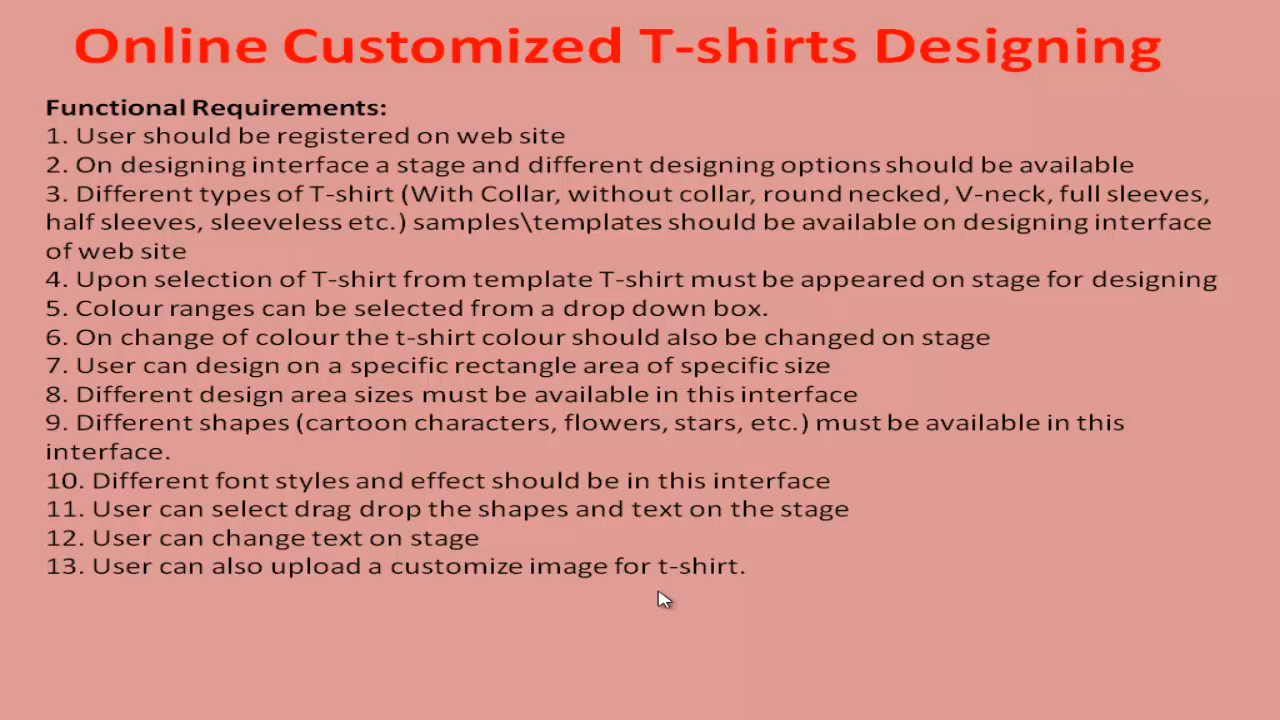 Online Customized T-shirts Designing
Functional Requirements:
1. User should be registered on web site
2. On designing interface a stage and different designing options should be available
3. Different types of T-shirt (With Collar, without collar, round necked, V-neck, full sleeves,
half sleeves, sleeveless etc.) samples\templates should be available on designing interface
of web site
4. Upon selection of T-shirt from template T-shirt must be appeared on stage for designing
5. Colour ranges can be selected from a drop down box.
6. On change of colour the t-shirt colour should also be changed on stage
7. User can design on a specific rectangle area of specific size
8. Different design area sizes must be available in this interface
9. Different shapes (cartoon characters, flowers, stars, etc.) must be available in this
interface.
10. Different font styles and effect should be in this interface
11. User can select drag drop the shapes and text on the stage
12. User can change text on stage
13. User can also upload a customize image for t-shirt.